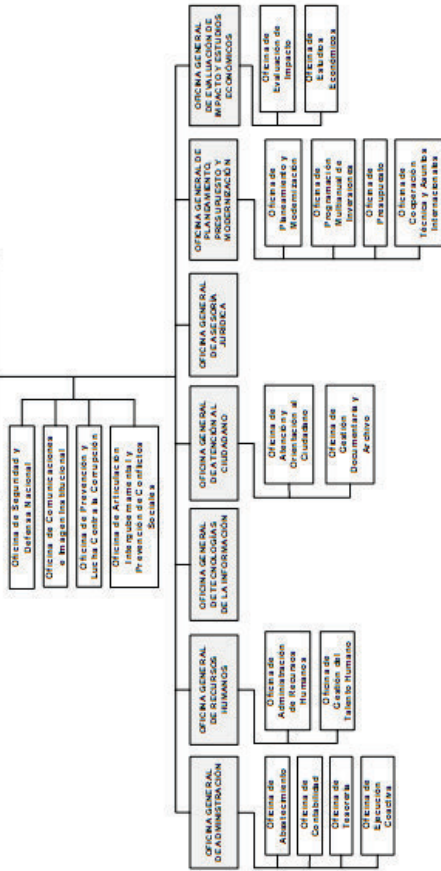 Oficina de Seguridad y
Defensa Nacional
Oficina de Comunicaciones
e Imagen Institucional
Oficina de Prevención y
Lucha Contra la Corrupción
Oficina de Articulación
Intergubernamental y
Prevención de Conflictos
Sociales
OFICINA GENERAL
DE ADMINISTRACIÓN
Oficina de
Abastecimiento
Oficina de
Contabilidad
Oficina de
Tesorería
Oficina de
Ejecución
Coactiva
OFICINA GENERAL
DE RECURSOS
HUMANOS
Oficina de
Administración
de Recursos
Humanos
Oficina de
Gestión del
Talento Humano
OFICINA GENERAL
DE TECNOLOGÍAS
DE LA INFORMACIÓN
OFICINA GENERAL
DE ATENCIÓN AL
CIUDADANO
Oficina de
Atención y
Orientación al
Ciudadano
Oficina de
Gestión
Documentaria y
Archivo
OFICINA GENERAL
DE ASESORÍA
JURÍDICA
OFICINA GENERAL DE
PLANEAMIENTO,
PRESUPUESTO Y
MODERNIZACIÓN
Oficina de
Planeamiento y
Modernización
Oficina de
Programación
Multianual de
Inversiones
Oficina de
Presupuesto
Oficina de
Cooperación
Técnica y Asuntos
Internacionales
OFICINA GENERAL
DE EVALUACIÓN DE
IMPACTO Y ESTUDIOS
ECONÓMICOS
Oficina de
Evaluación de
Impacto
Oficina de
Estudios
Económicos